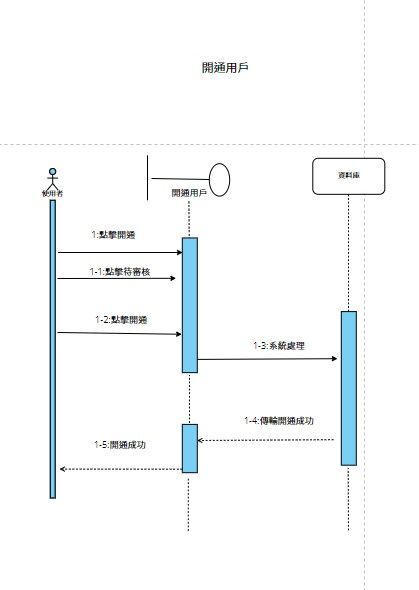 開通用戶
使用者
開通用戶
資料庫
1:點擊開通
1-1:點擊待審核
1-2:點擊開通
1-3:系統處理
1-4:傳輸開通成功
1-5:開通成功